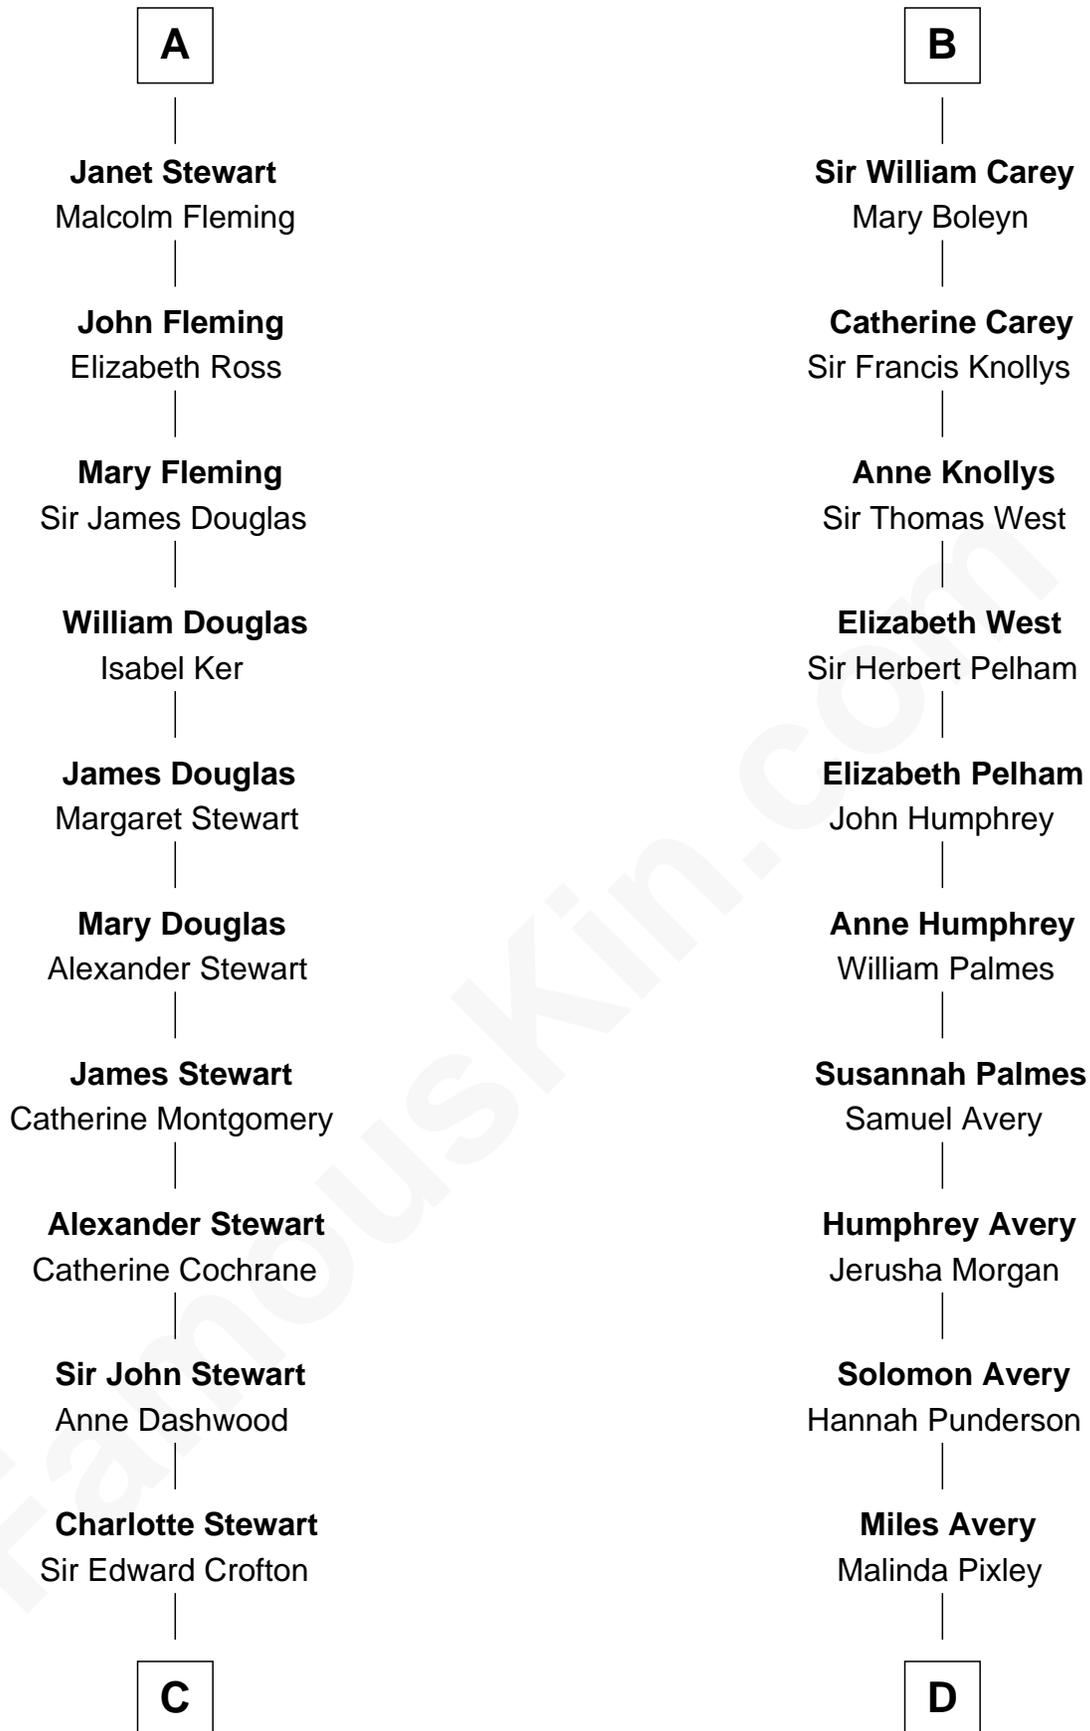 A
Janet Stewart
Malcolm Fleming
John Fleming
Elizabeth Ross
Mary Fleming
Sir James Douglas
William Douglas
Isabel Ker
James Douglas
Margaret Stewart
Mary Douglas
Alexander Stewart
James Stewart
Catherine Montgomery
Alexander Stewart
Catherine Cochrane
Sir John Stewart
Anne Dashwood
Charlotte Stewart
Sir Edward Crofton
C
B
Sir William Carey
Mary Boleyn
Catherine Carey
Sir Francis Knollys
Anne Knollys
Sir Thomas West
Elizabeth West
Sir Herbert Pelham
Elizabeth Pelham
John Humphrey
Anne Humphrey
William Palmes
Susannah Palmes
Samuel Avery
Humphrey Avery
Jerusha Morgan
Solomon Avery
Hannah Punderson
Miles Avery
Malinda Pixley
D
FamousKin.com